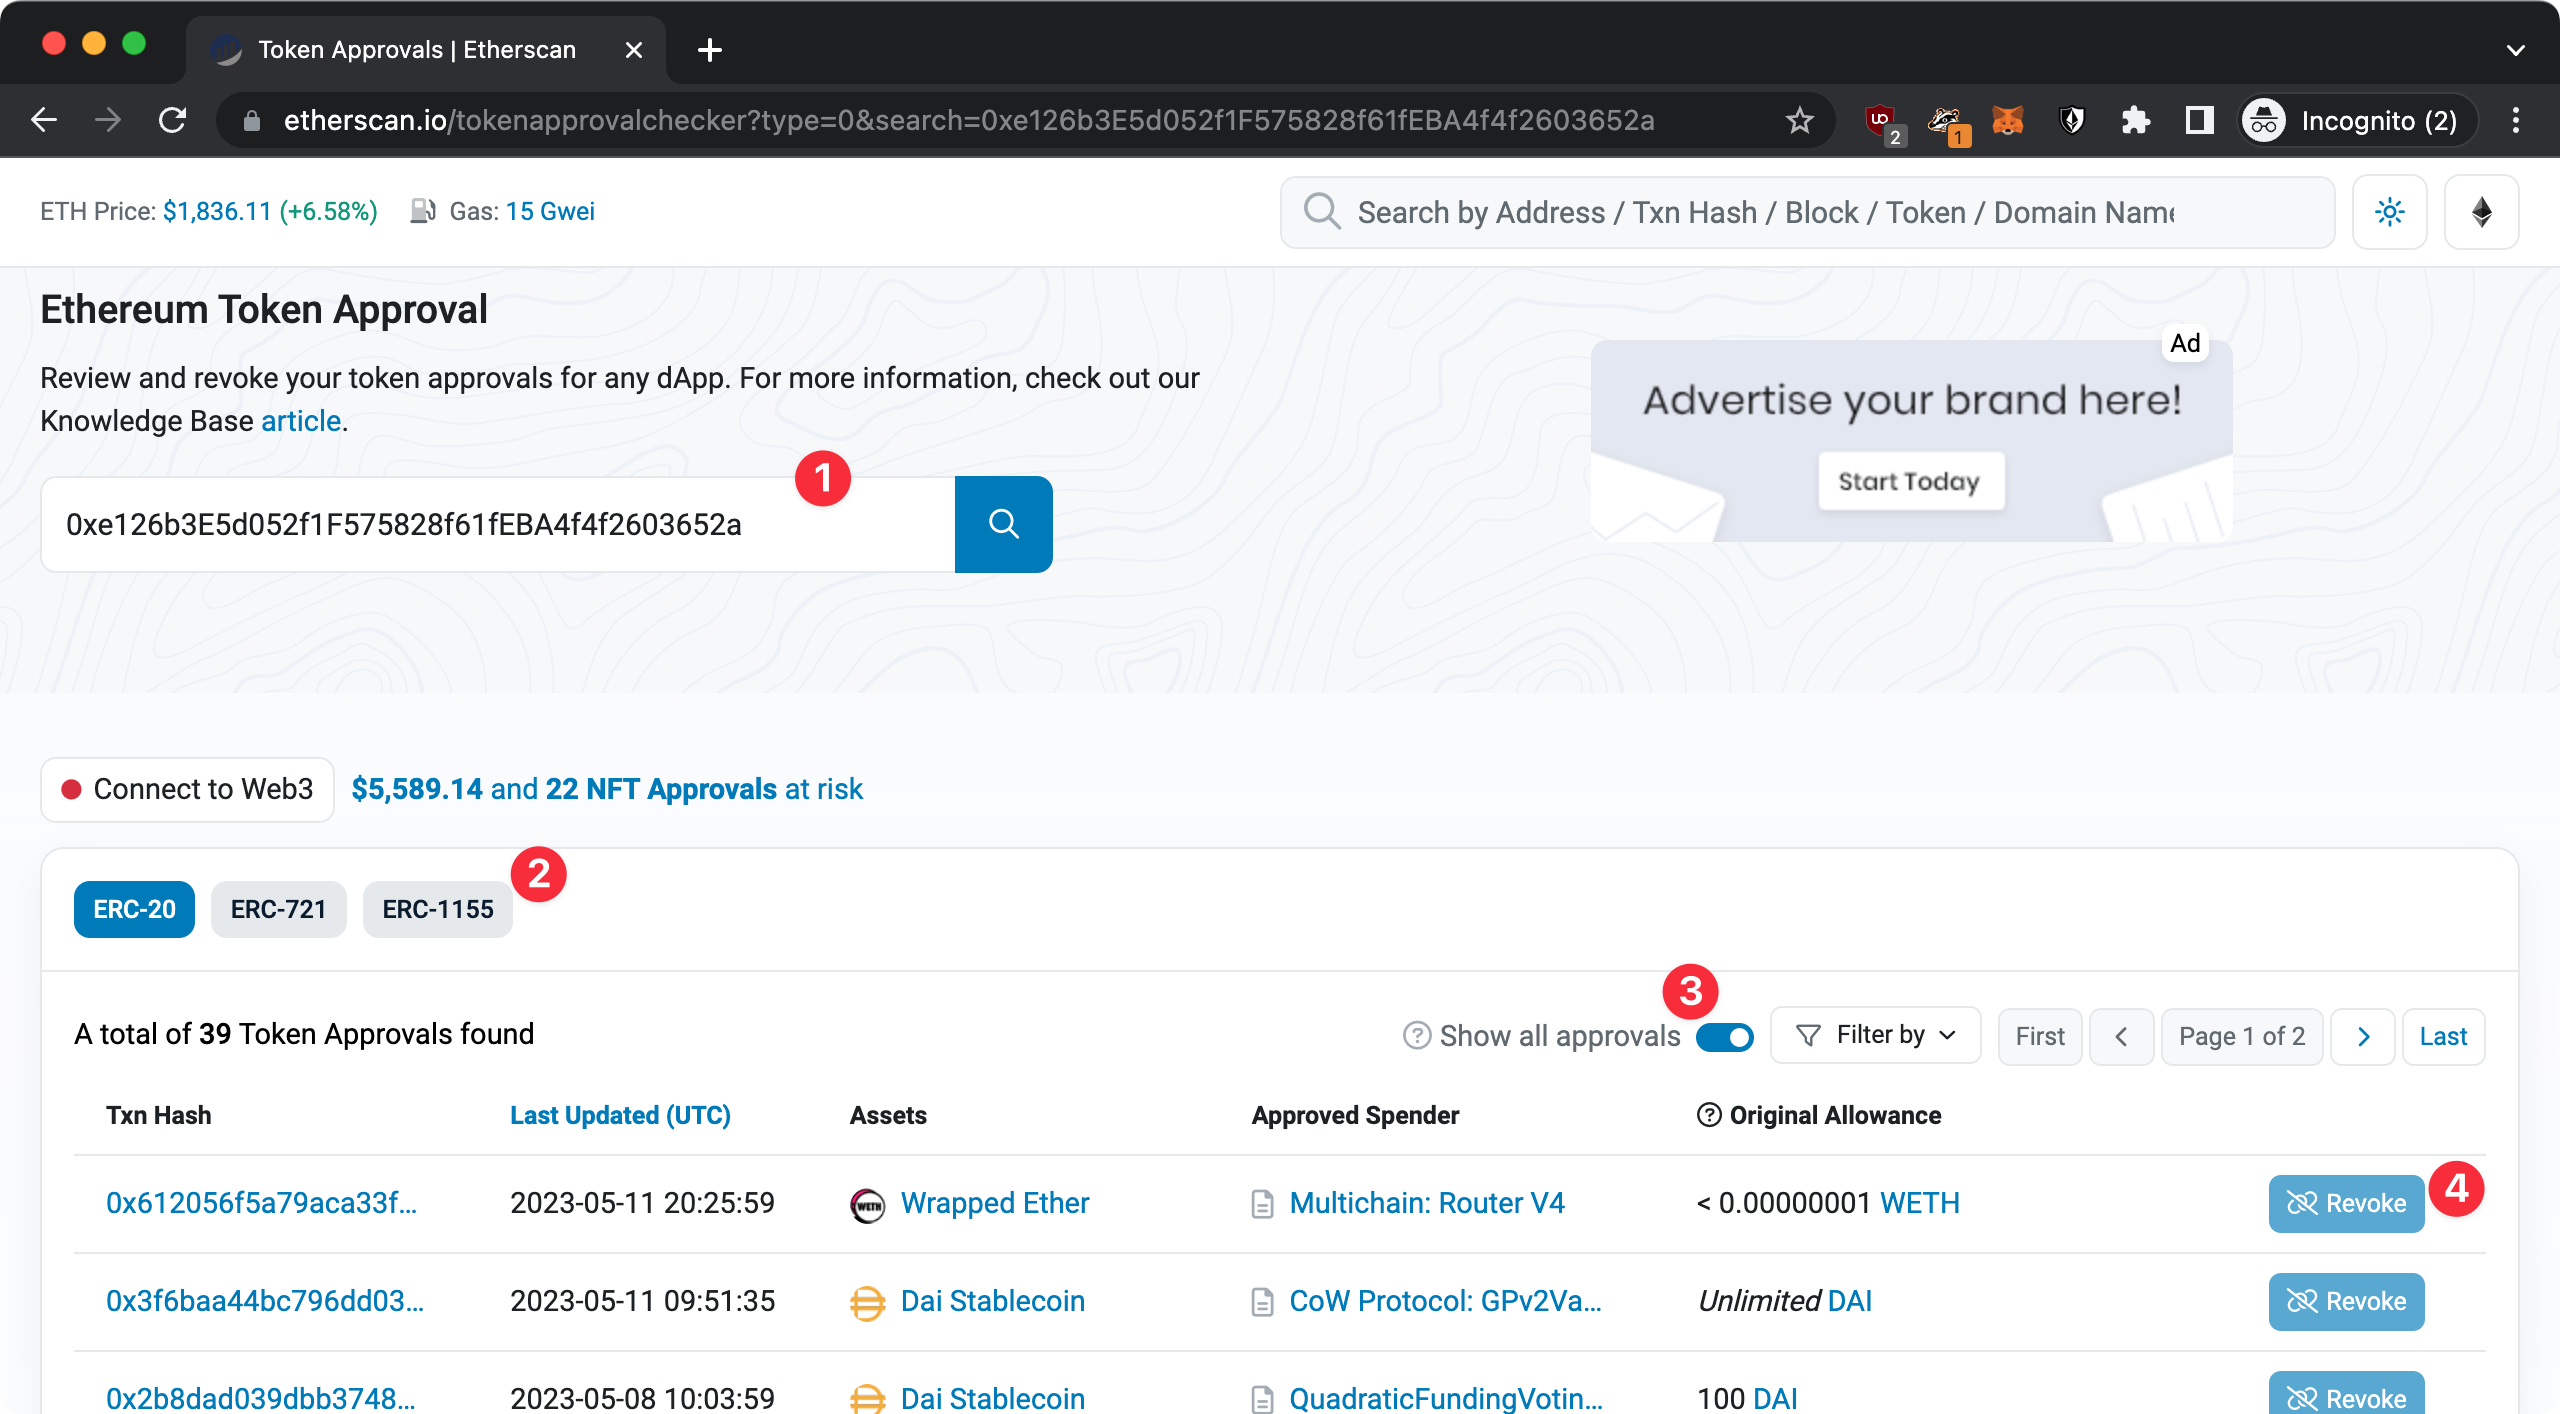 Token Approvals | Etherscan
etherscan.io/tokenapprovalchecker?type=0&search=0xe126b3E5d052f1F575828f61fEBA4f4f2603652a
UO 2
1
Incognito (2)
ETH Price: $1,836.11 (+6.58%) Gas: 15 Gwei
Search by Address / Txn Hash / Block / Token / Domain Name
Ethereum Token Approval
Review and revoke your token approvals for any dApp. For more information, check out our
Knowledge Base article.
Ad
Advertise your brand here!
Start Today
1
0xe126b3E5d052f1F575828f61fEBA4f4f2603652a
Connect to Web3 $5,589.14 and 22 NFT Approvals at risk
2
ERC-20 ERC-721 ERC-1155
3
A total of 39 Token Approvals found
Show all approvals Filter by First Page 1 of 2 Last
Txn Hash Last Updated (UTC) Assets Approved Spender Original Allowance
0x612056f5a79aca33f... 2023-05-11 20:25:59 WETH Wrapped Ether Multichain: Router V4 < 0.00000001 WETH Revoke 4
0x3f6baa44bc796dd03... 2023-05-11 09:51:35 Dai Stablecoin CoW Protocol: GPv2Va... Unlimited DAI Revoke
0x2b8dad039dbb3748... 2023-05-08 10:03:59 Dai Stablecoin QuadraticFundingVotin... 100 DAI Revoke